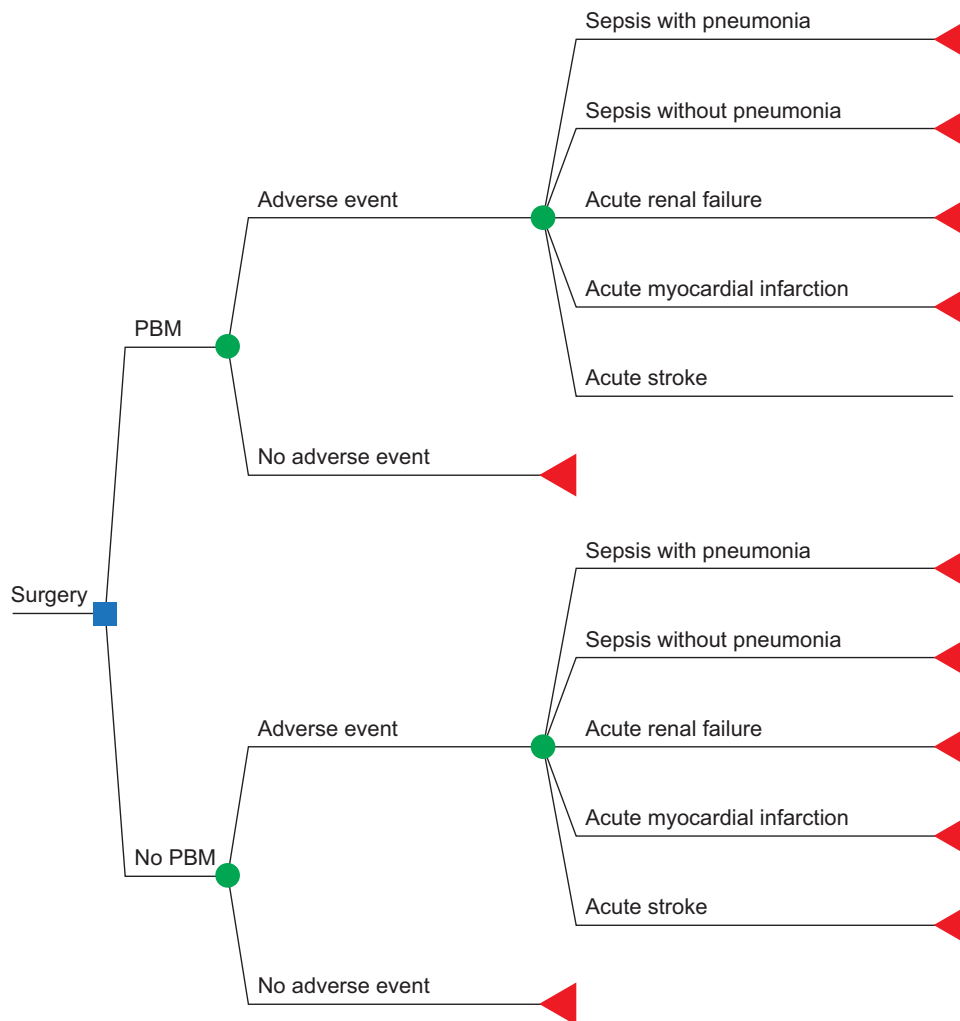 Sepsis with pneumonia
Sepsis without pneumonia
Adverse event
Acute renal failure
Acute myocardial infarction
PBM
Acute stroke
No adverse event
Sepsis with pneumonia
Surgery
Sepsis without pneumonia
Adverse event
Acute renal failure
Acute myocardial infarction
No PBM
Acute stroke
No adverse event